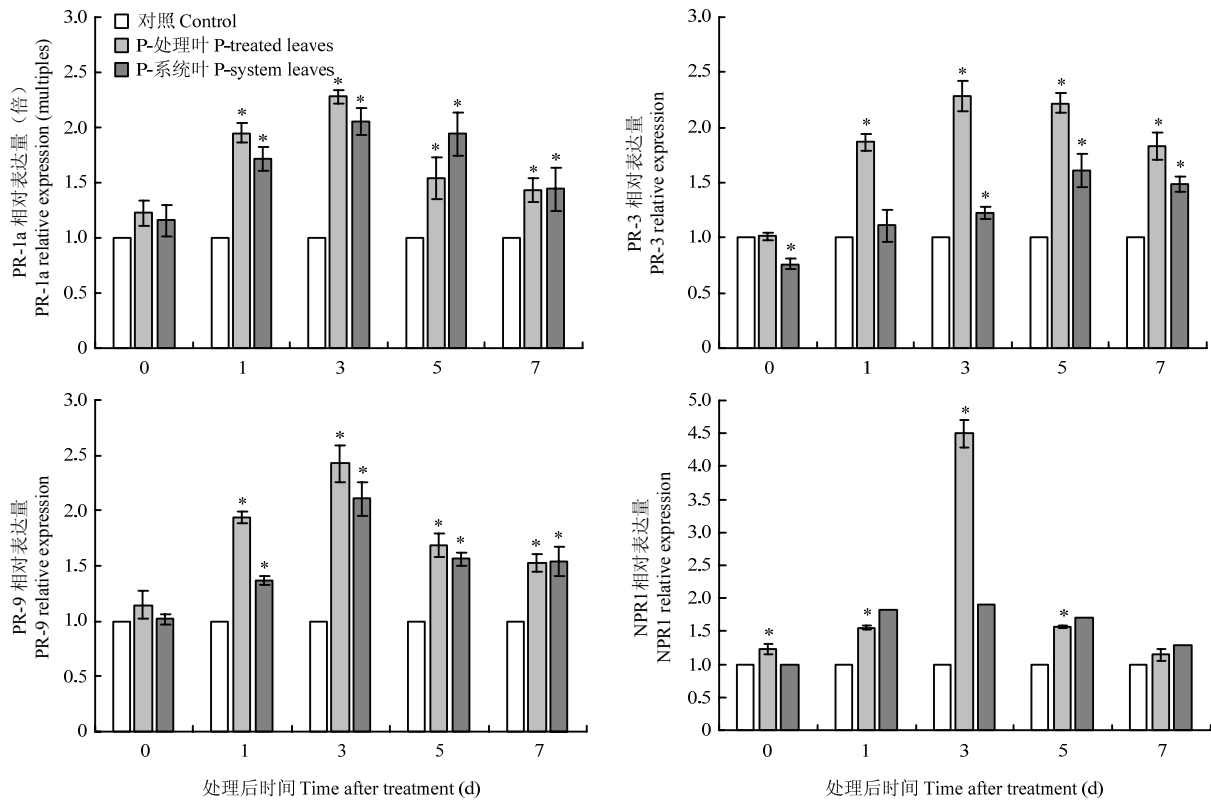 对照 Control
P-处理叶 P-treated leaves
P-系统叶 P-system leaves
PR-1a 相对表达量（倍）
PR-1a relative expression (multiples)
3.0
2.5
2.0
1.5
1.0
0.5
0
* * * * * * * *
0 1 3 5 7
PR-3 相对表达量
PR-3 relative expression
3.0
2.5
2.0
1.5
1.0
0.5
0
* * * * * * * *
0 1 3 5 7
PR-9 相对表达量
PR-9 relative expression
3.0
2.5
2.0
1.5
1.0
0.5
0
* * * * * * * *
0 1 3 5 7
处理后时间 Time after treatment (d)
NPR1 相对表达量
NPR1 relative expression
5.0
4.5
4.0
3.5
3.0
2.5
2.0
1.5
1.0
0.5
0
* * * *
0 1 3 5 7
处理后时间 Time after treatment (d)